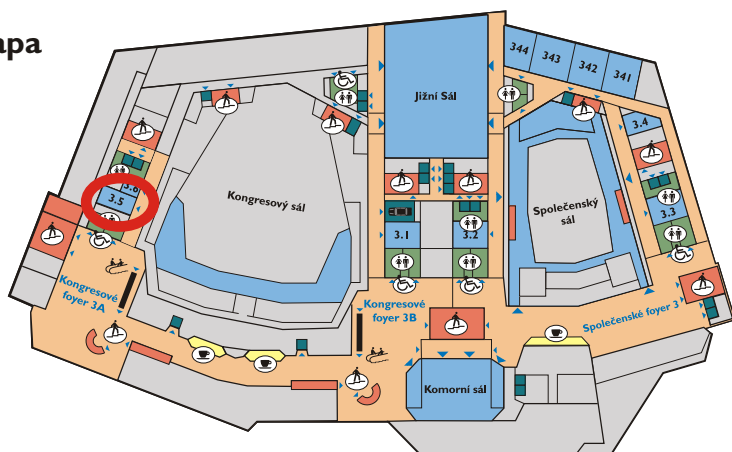 apa
344
343
342
341
Jižní Sál
3.4
3.6
3.5
Kongresový sál
Společenský
sál
3.3
3.1
3.2
Kongresové
foyer 3A
Kongresové
foyer 3B
Společenské foyer 3
Komorní sál